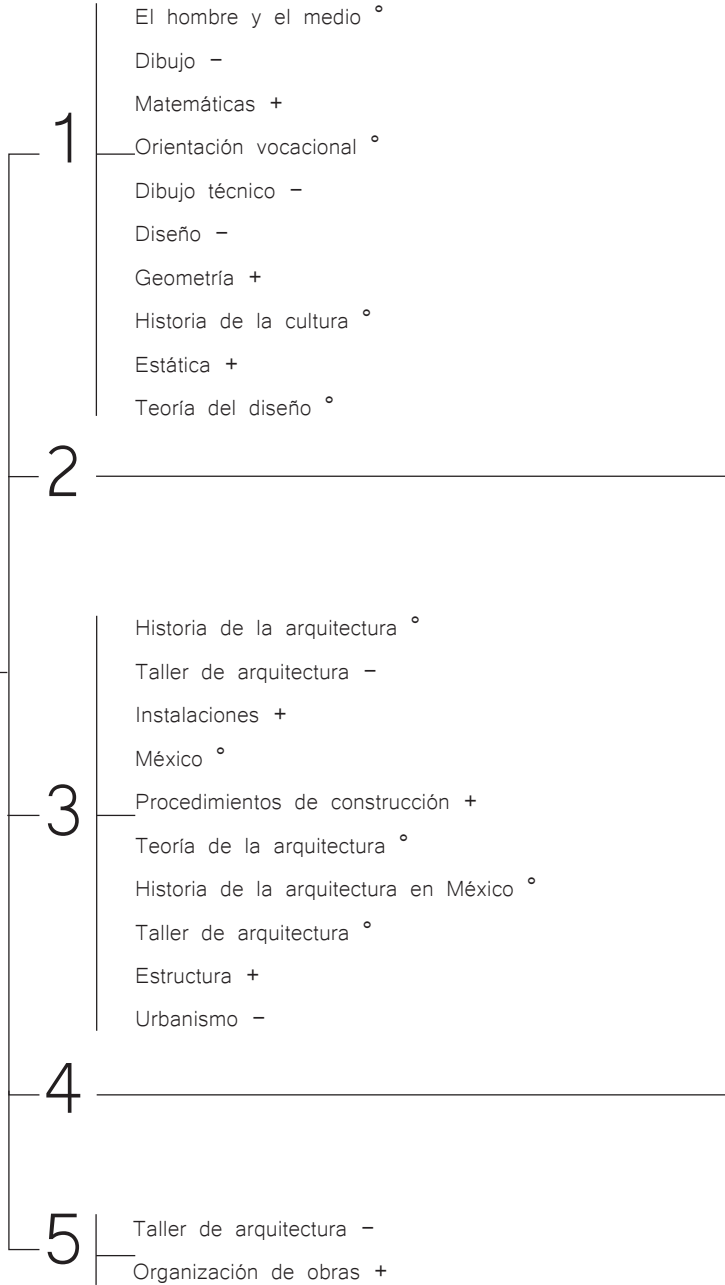 1
El hombre y el medio °
Dibujo –
Matemáticas +
Orientación vocacional °
Dibujo técnico –
Diseño –
Geometría +
Historia de la cultura °
Estática +
Teoría del diseño °
2
3
Historia de la arquitectura °
Taller de arquitectura –
Instalaciones +
México °
Procedimientos de construcción +
Teoría de la arquitectura °
Historia de la arquitectura en México °
Taller de arquitectura °
Estructura +
Urbanismo –
4
5
Taller de arquitectura –
Organización de obras +